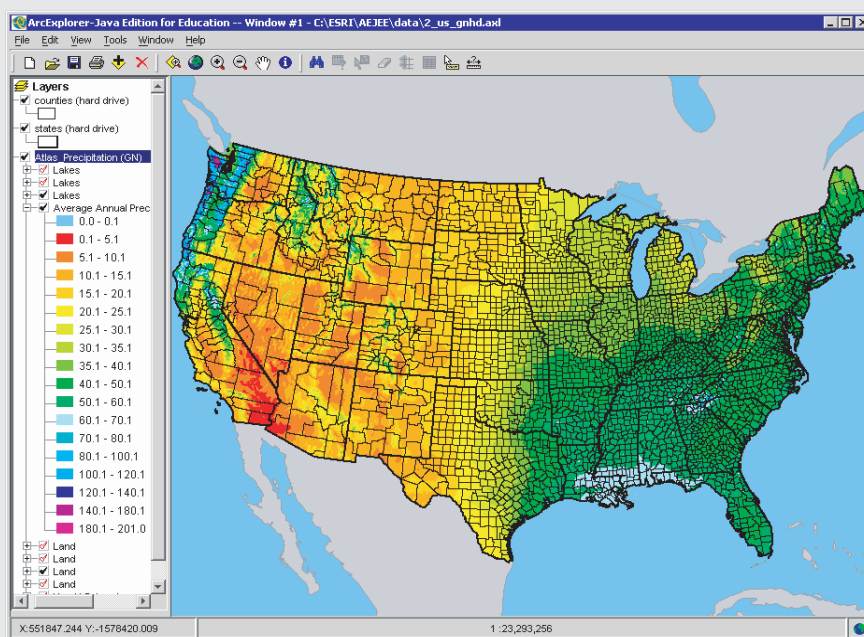 ArcExplorer-Java Edition for Education -- Window #1 - C:\ESRI\AEJEE\data\2_us_gnhd.axl
File Edit View Tools Window Help
Layers
counties (hard drive)
states (hard drive)
Atlas_Precipitation (GN)
Lakes
Lakes
Lakes
Average Annual Prec
0.0 - 0.1
0.1 - 5.1
5.1 - 10.1
10.1 - 15.1
15.1 - 20.1
20.1 - 25.1
25.1 - 30.1
30.1 - 35.1
35.1 - 40.1
40.1 - 50.1
50.1 - 60.1
60.1 - 70.1
70.1 - 80.1
80.1 - 100.1
100.1 - 120.1
120.1 - 140.1
140.1 - 180.1
180.1 - 201.0
Land
Land
Land
Land
X:551847.244 Y:-1578420.009
1 :23,293,256